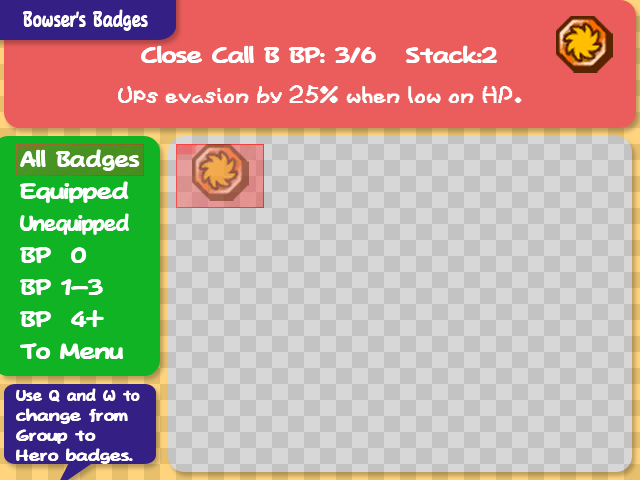 Bowser's Badges
Close Call B BP: 3/6 Stack:2
Ups evasion by 25% when low on HP.
All Badges
Equipped
Unequipped
BP 0
BP 1-3
BP 4+
To Menu
Use Q and W to
change from
Group to
Hero badges.